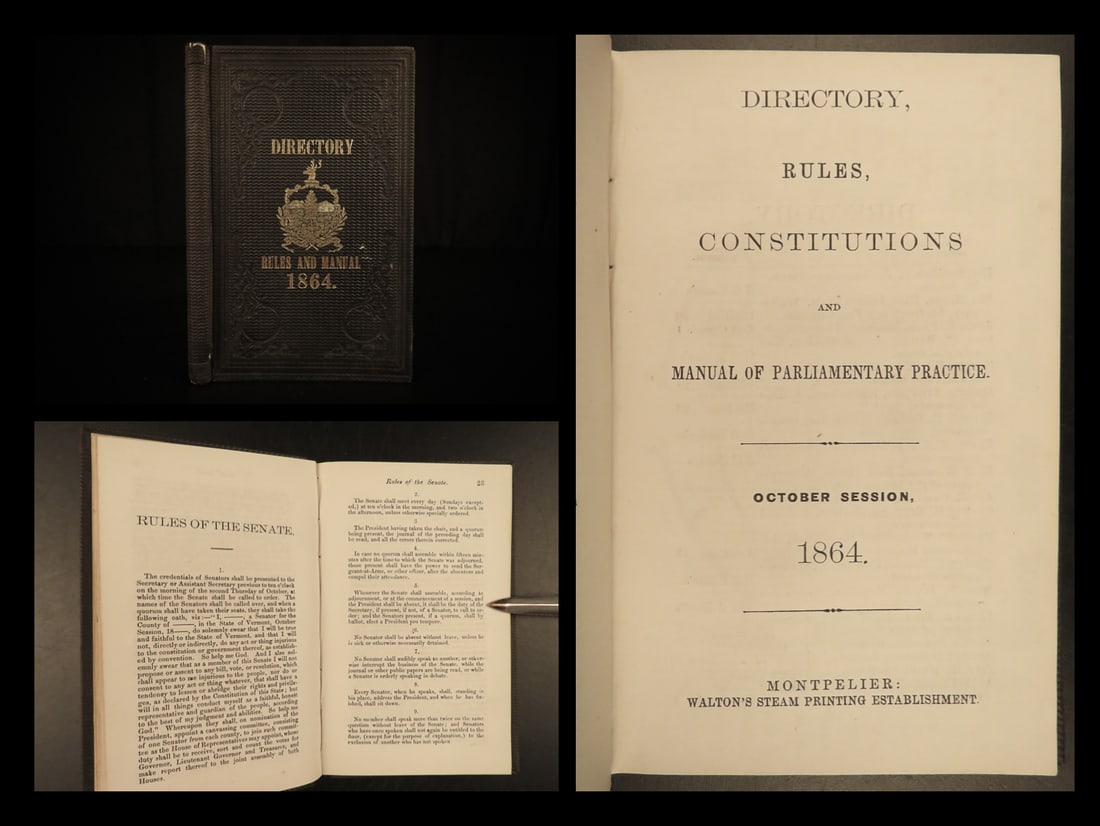 DIRECTORY
RULES AND MANUAL
1864.
DIRECTORY,
RULES,
CONSTITUTIONS
AND
MANUAL OF PARLIAMENTARY PRACTICE.
OCTOBER SESSION,
1864.
MONTPELIER:
WALTON'S STEAM PRINTING ESTABLISHMENT.
RULES OF THE SENATE.
1.
The credentials of Senators shall be presented to the
Secretary or Assistant Secretary previous to ten o'clock
on the morning of the second Thursday of October, at
which time the Senate shall be called to order. The
names of the Senators shall be called over, and when a
quorum shall have taken their seats, they shall take the
following oath, viz:—"I, ———, a Senator for the
County of ———, in the State of Vermont, October
Session, 18——, do solemnly swear that I will be true
and faithful to the State of Vermont, and that I will
not, directly or indirectly, do any act or thing injurious
to the constitution or government thereof, as establish-
ed by convention. So help me God. And I also sol-
emnly swear that as a member of this Senate I will not
propose or assent to any bill, vote, or resolution, which
shall appear to me injurious to the people, nor do or
consent to any act or thing whatever, that shall have a
tendency to lessen or abridge their rights and privile-
ges, as declared by the Constitution of this State; but
will in all things conduct myself as a faithful, honest
representative and guardian of the people, according
to the best of my judgment and abilities. So help me
God." Whereupon they shall, on nomination of the
President, appoint a canvassing committee, consisting
of one Senator from each county, to join such commit-
tee as the House of Representatives may appoint, whose
duty shall be to receive, sort and count the votes for
Governor, Lieutenant Governor and Treasurer, and
make report thereof to the joint assembly of both
Houses.
Rules of the Senate. 23
2.
The Senate shall meet every day (Sundays except-
ed,) at ten o'clock in the morning, and two o'clock in
the afternoon, unless otherwise specially ordered.
3.
The President having taken the chair, and a quorum
being present, the journal of the preceding day shall
be read, and all the errors therein corrected.
4.
In case no quorum shall assemble within fifteen min-
utes after the time to which the Senate was adjourned,
those present shall have the power to send the Ser-
geant-at-Arms, or other officer, after the absentees and
compel their attendance.
5.
Whenever the Senate shall assemble, according to
adjournment, or at the commencement of a session, and
the President shall be absent, it shall be the duty of the
Secretary, if present, if not, of a Senator, to call to or-
der; and the Senators present, if a quorum, shall by
ballot, elect a President pro tempore.
6.
No Senator shall be absent without leave, unless he
is sick or otherwise necessarily detained.
7.
No Senator shall audibly speak to another, or other-
wise interrupt the business of the Senate, while the
journal or other public papers are being read, or while
a Senator is orderly speaking in debate.
8.
Every Senator, when he speaks, shall, standing in
his place, address the President, and when he has fin-
ished, shall sit down.
9.
No member shall speak more than twice on the same
question without leave of the Senate; and Senators
who have once spoken shall not again be entitled to the
floor, (except for the purpose of explanation,) to the
exclusion of another who has not spoken.